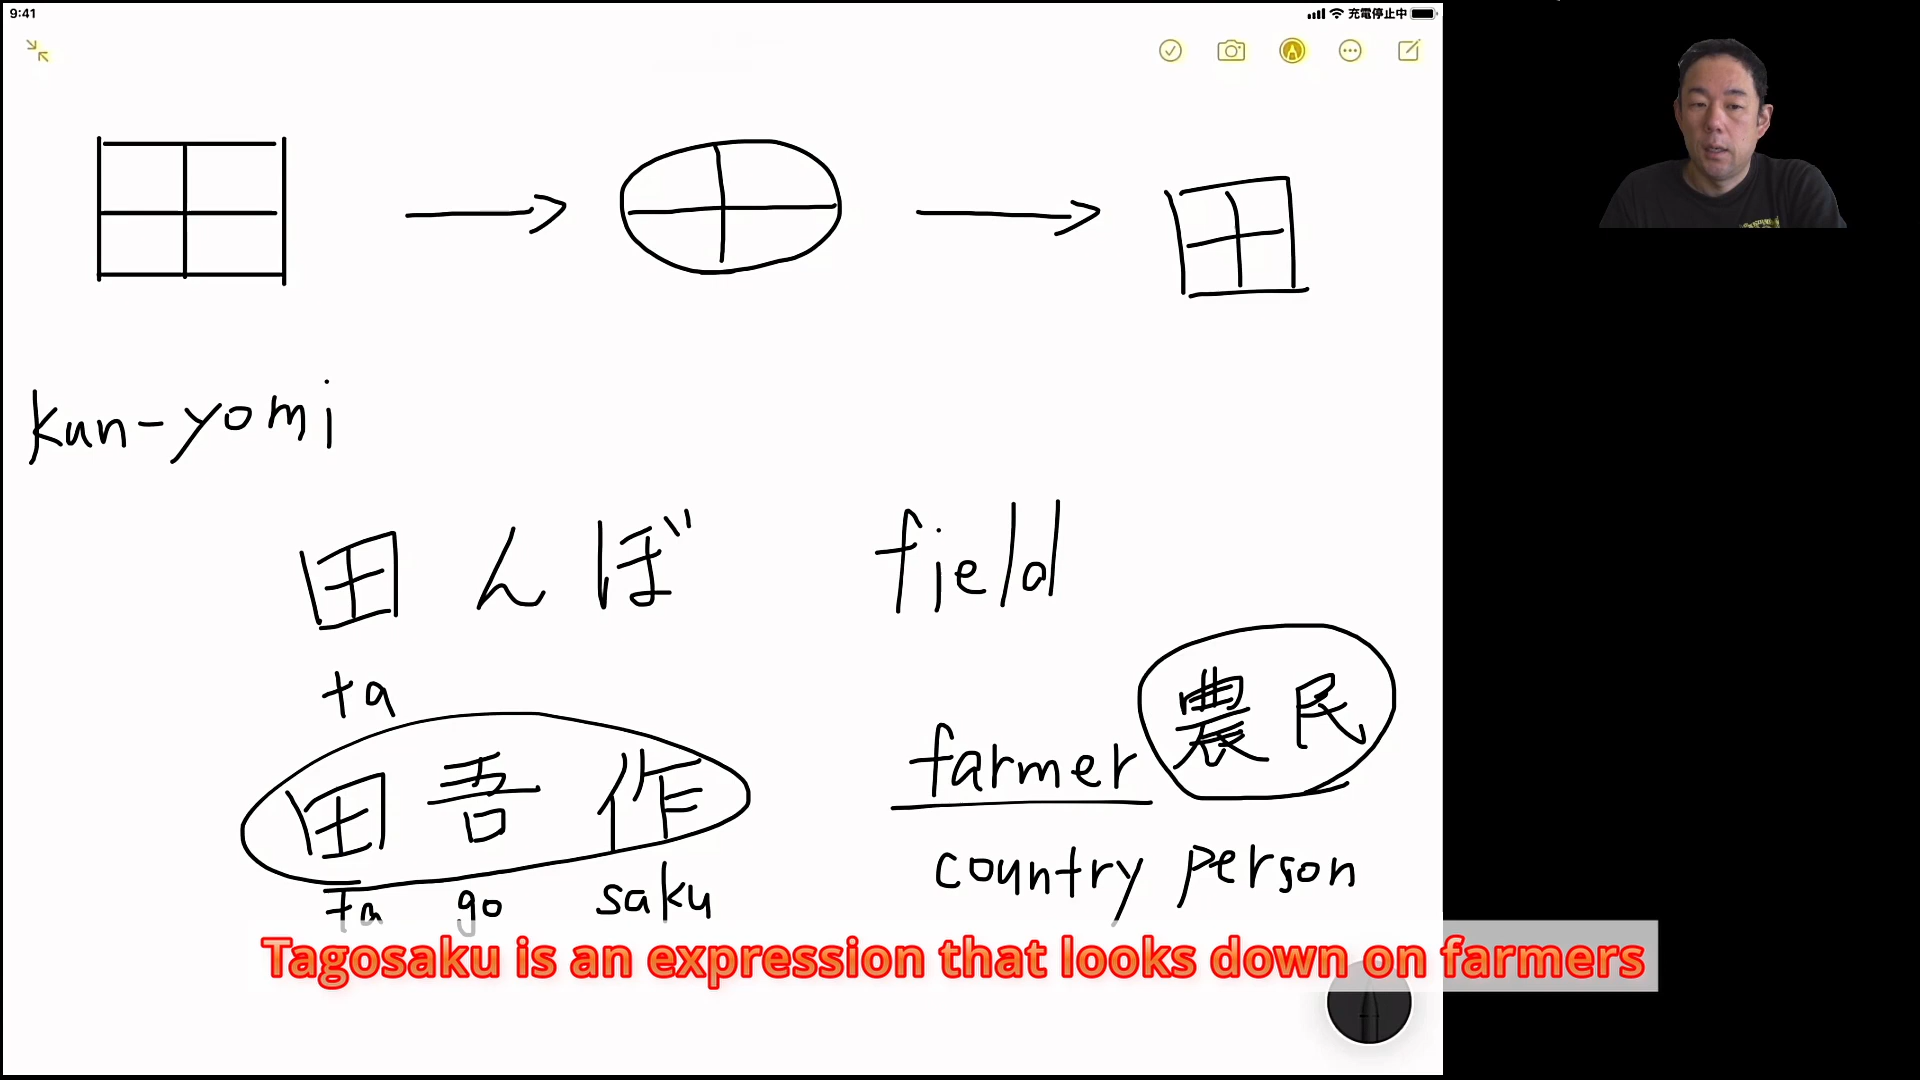 9:41
充電停止中
田
kun-yomi
田んぼ field
ta
農民
田吾作 farmer
ta go saku country person
Tagosaku is an expression that looks down on farmers